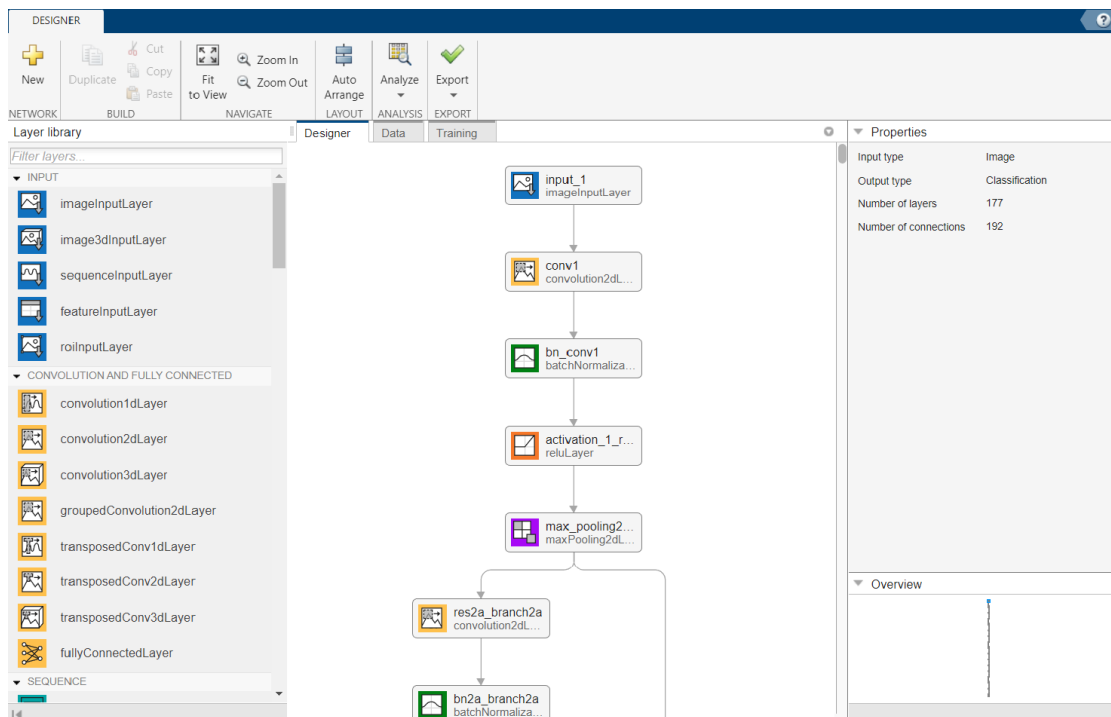 DESIGNER
?
New
Duplicate
Cut
Copy
Paste
Fit
to View
Zoom In
Zoom Out
Auto
Arrange
Analyze
Export
NETWORK
BUILD
NAVIGATE
LAYOUT
ANALYSIS
EXPORT
Layer library
Filter layers...
INPUT
imageInputLayer
image3dInputLayer
sequenceInputLayer
featureInputLayer
roiInputLayer
CONVOLUTION AND FULLY CONNECTED
convolution1dLayer
convolution2dLayer
convolution3dLayer
groupedConvolution2dLayer
transposedConv1dLayer
transposedConv2dLayer
transposedConv3dLayer
fullyConnectedLayer
SEQUENCE
Designer
Data
Training
input_1
imageInputLayer
conv1
convolution2dL...
bn_conv1
batchNormaliza...
activation_1_r...
reluLayer
max_pooling2...
maxPooling2dL...
res2a_branch2a
convolution2dL...
bn2a_branch2a
batchNormaliza...
Properties
Input type Image
Output type Classification
Number of layers 177
Number of connections 192
Overview